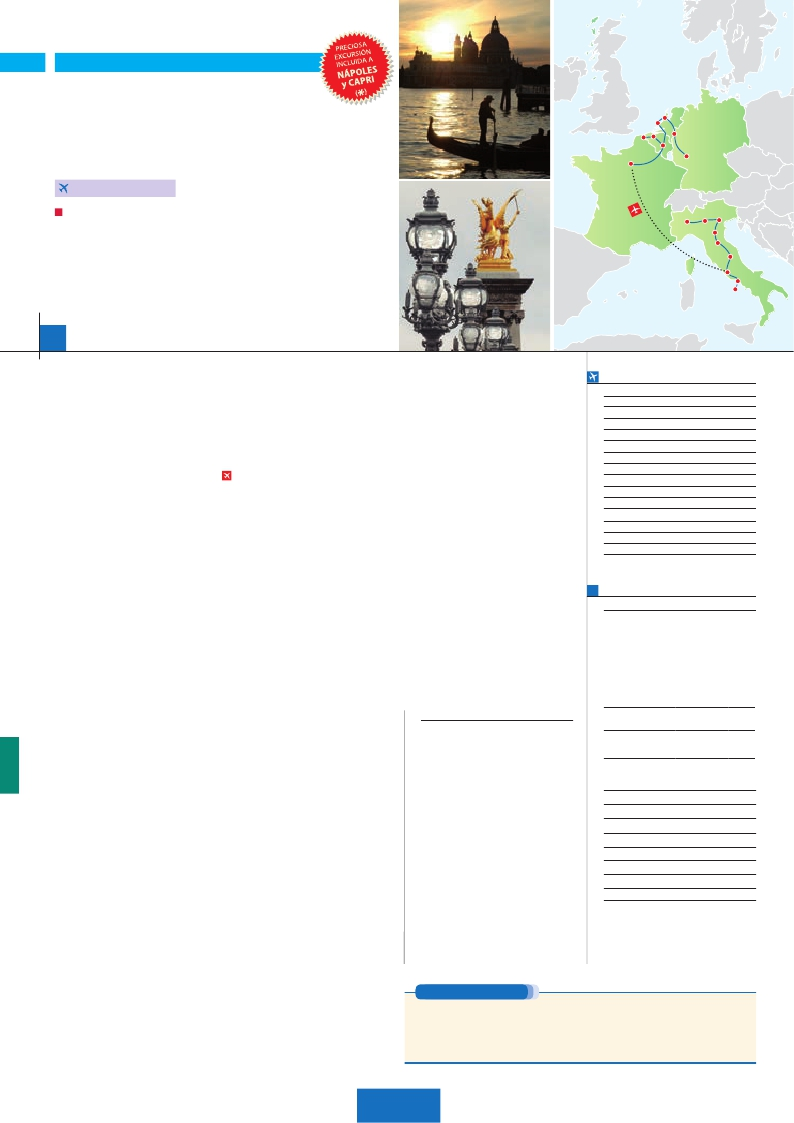 PRECIOSA
EXCURSIÓN
INCLUIDA A
NÁPOLES
y CAPRI
(*)